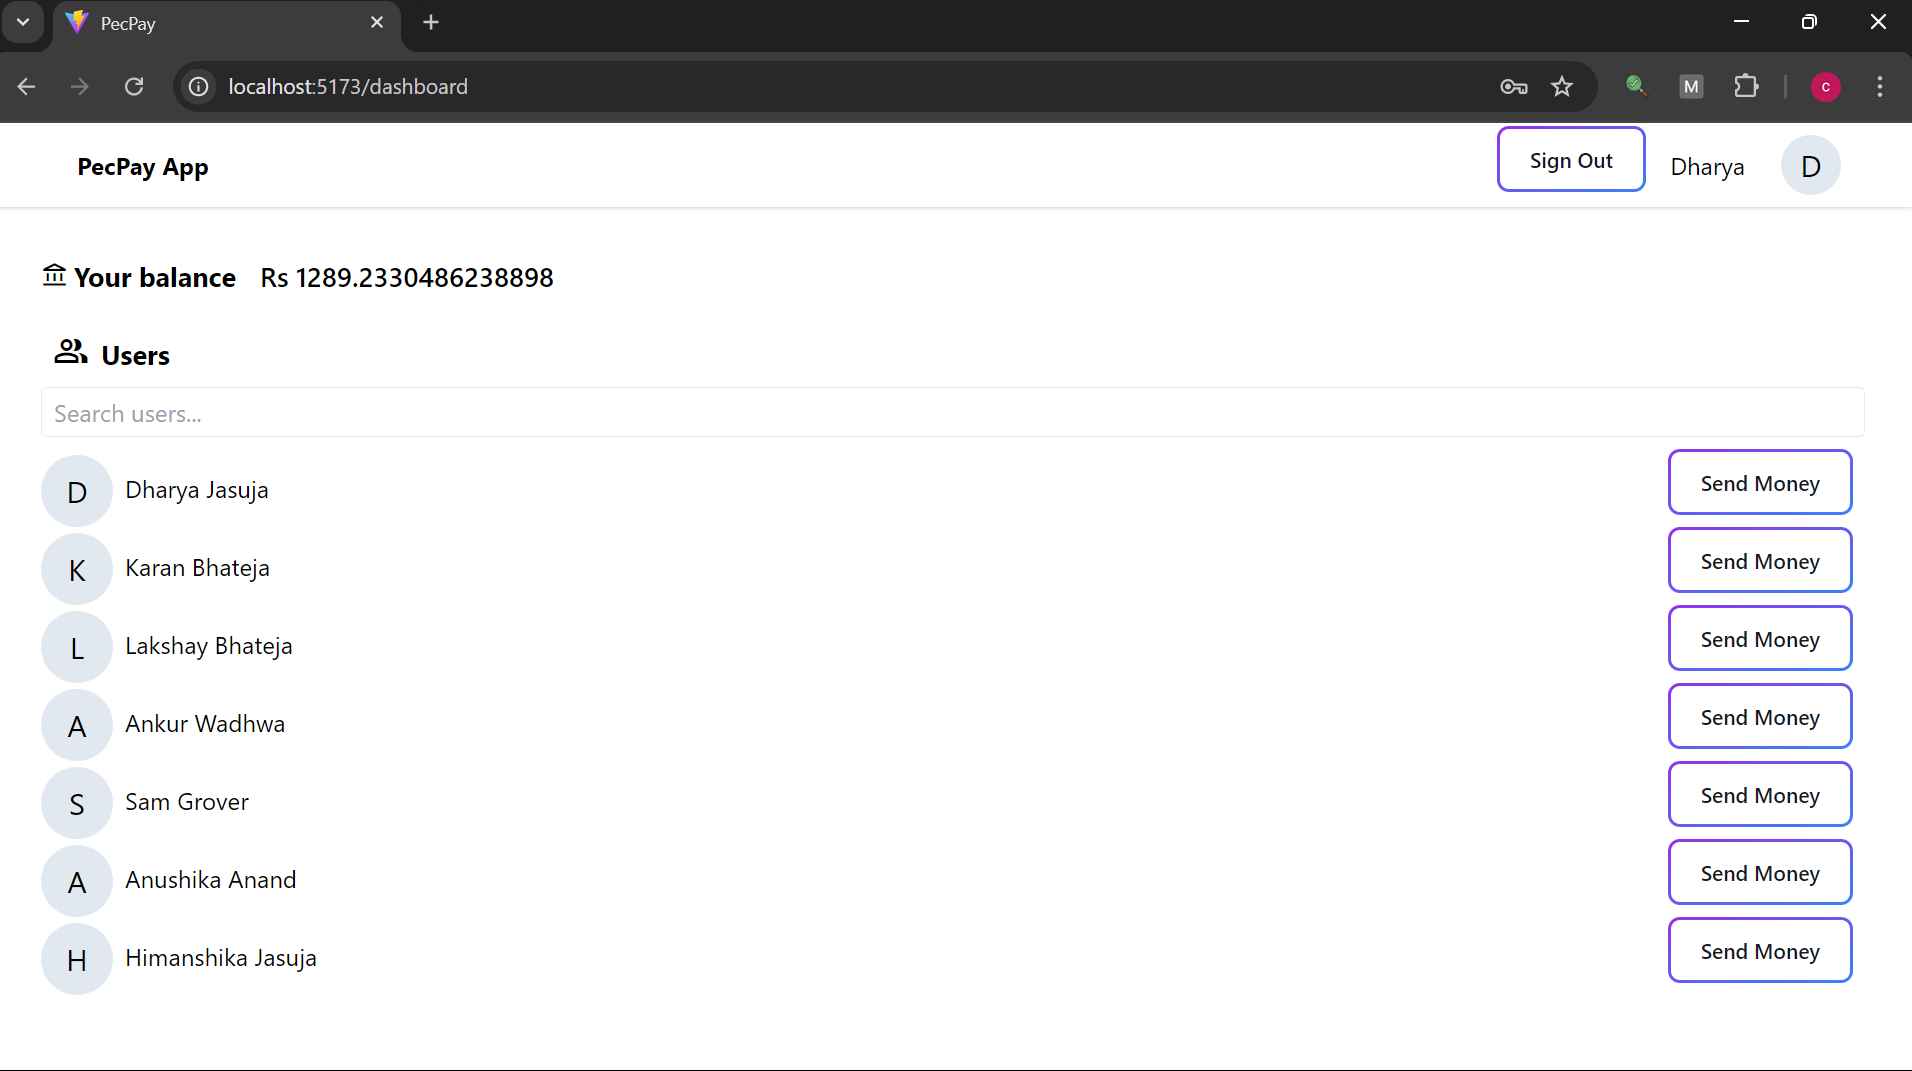 PecPay
localhost:5173/dashboard
M
c
PecPay App
Sign Out
Dharya
D
Your balance Rs 1289.2330486238898
Users
Search users...
D Dharya Jasuja Send Money
K Karan Bhateja Send Money
L Lakshay Bhateja Send Money
A Ankur Wadhwa Send Money
S Sam Grover Send Money
A Anushika Anand Send Money
H Himanshika Jasuja Send Money